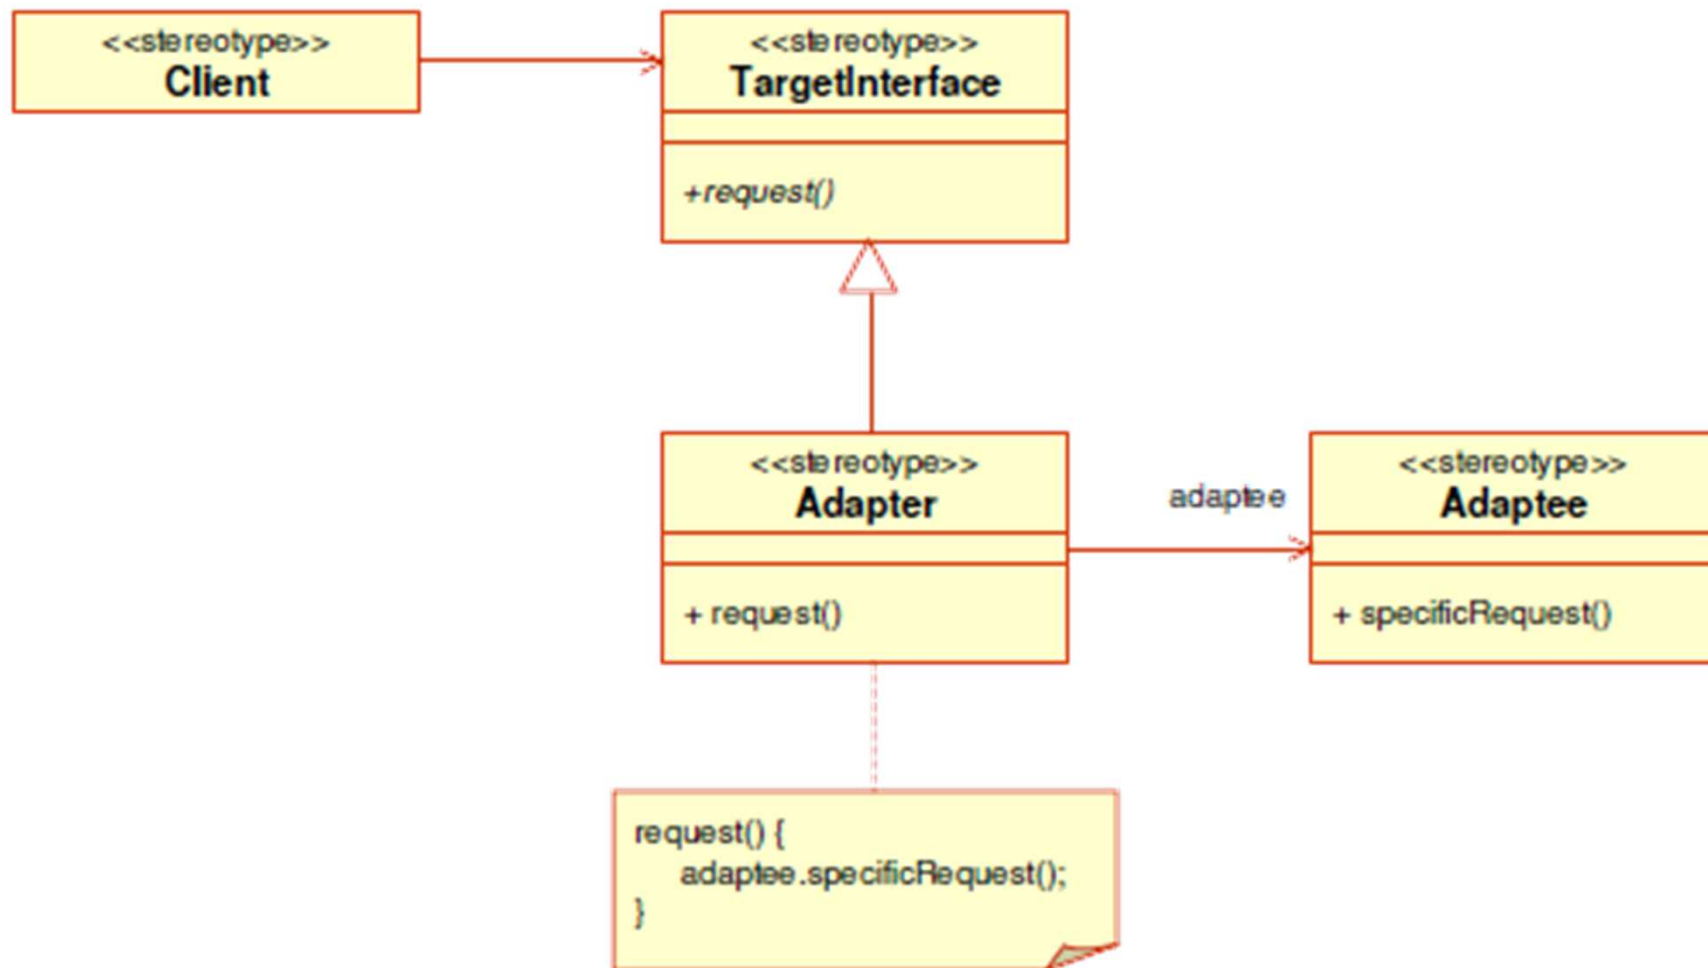 <<stereotype>>
Client
<<stereotype>>
TargetInterface
+request()
<<stereotype>>
Adapter
+ request()
adaptee
<<stereotype>>
Adaptee
+ specificRequest()
request() {
adaptee.specificRequest();
}